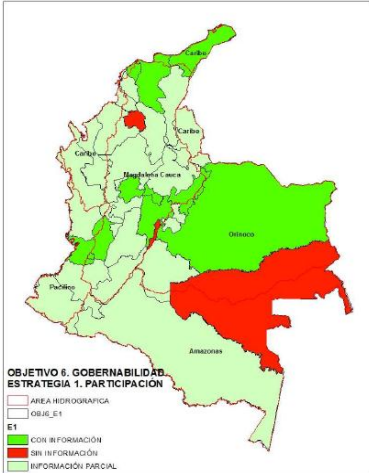 Caribe
Caribe
Caribe
Magdalena Cauca
Orinoco
Pacífico
Amazonas
OBJETIVO 6. GOBERNABILIDAD.
ESTRATEGIA 1. PARTICIPACIÓN
AREA HIDROGRAFICA
OBJ6_E1
E1
CON INFORMACIÓN
SIN INFORMACIÓN
INFORMACIÓN PARCIAL